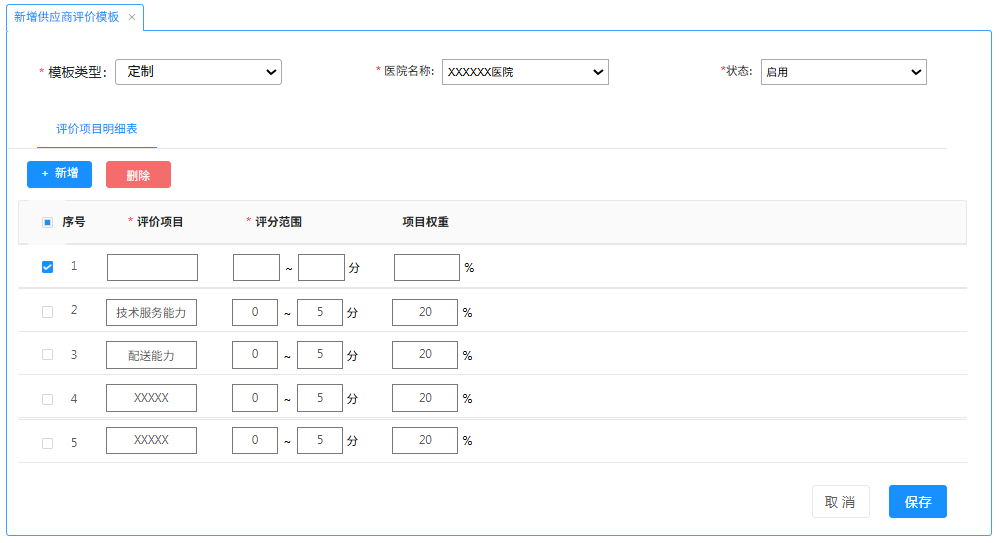 新增供应商评价模板 ×
* 模板类型: 定制 * 医院名称: XXXXXX医院 *状态: 启用
评价项目明细表
+ 新增 删除
序号 * 评价项目 * 评分范围 项目权重
1 ~ 分 %
2 技术服务能力 0 ~ 5 分 20 %
3 配送能力 0 ~ 5 分 20 %
4 XXXXX 0 ~ 5 分 20 %
5 XXXXX 0 ~ 5 分 20 %
取 消 保存